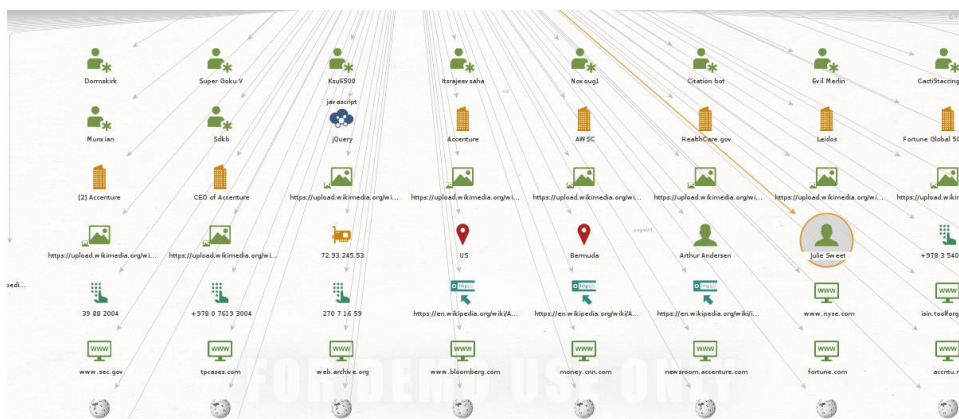 Dormskirk
Super Goku V
Ksu6500
Itsrajeevsaha
Noxoug1
Citation bot
Evil Merlin
CactiStaccing
javascript
Munsian
Sdkb
jQuery
Accenture
AWSC
HealthCare.gov
Leidos
Fortune Global 50
[2] Accenture
CEO of Accenture
https://upload.wikimedia.org/wi...
https://upload.wikimedia.org/wi...
https://upload.wikimedia.org/wi...
https://upload.wikimedia.org/wi...
https://upload.wikimedia.org/wi...
https://upload.wiki
https://upload.wikimedia.org/wi...
https://upload.wikimedia.org/wi...
72.93.245.53
US
Bermuda
Arthur Andersen
Julie Sweet
+978 3 540
pedi...
39 88 2004
+978 0 7619 3004
270 7 16 59
https://en.wikipedia.org/wiki/A...
https://en.wikipedia.org/wiki/A...
https://en.wikipedia.org/wiki/i...
www.nyse.com
isin.toolforg
www.sec.gov
tpcases.com
web.archive.org
www.bloomberg.com
money.cnn.com
newsroom.accenture.com
fortune.com
accntu.r
FOR DEMO USE ONLY